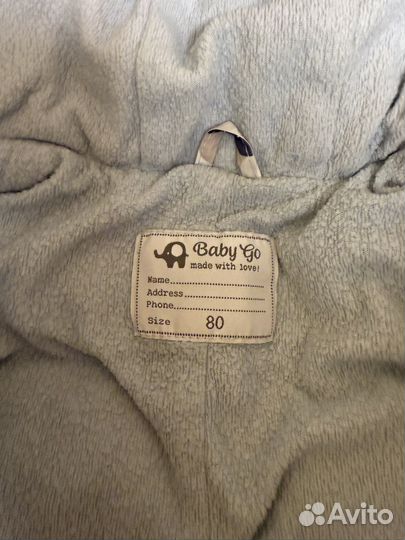 Baby Go
made with love!
Name
Address
Phone
Size 80
Avito